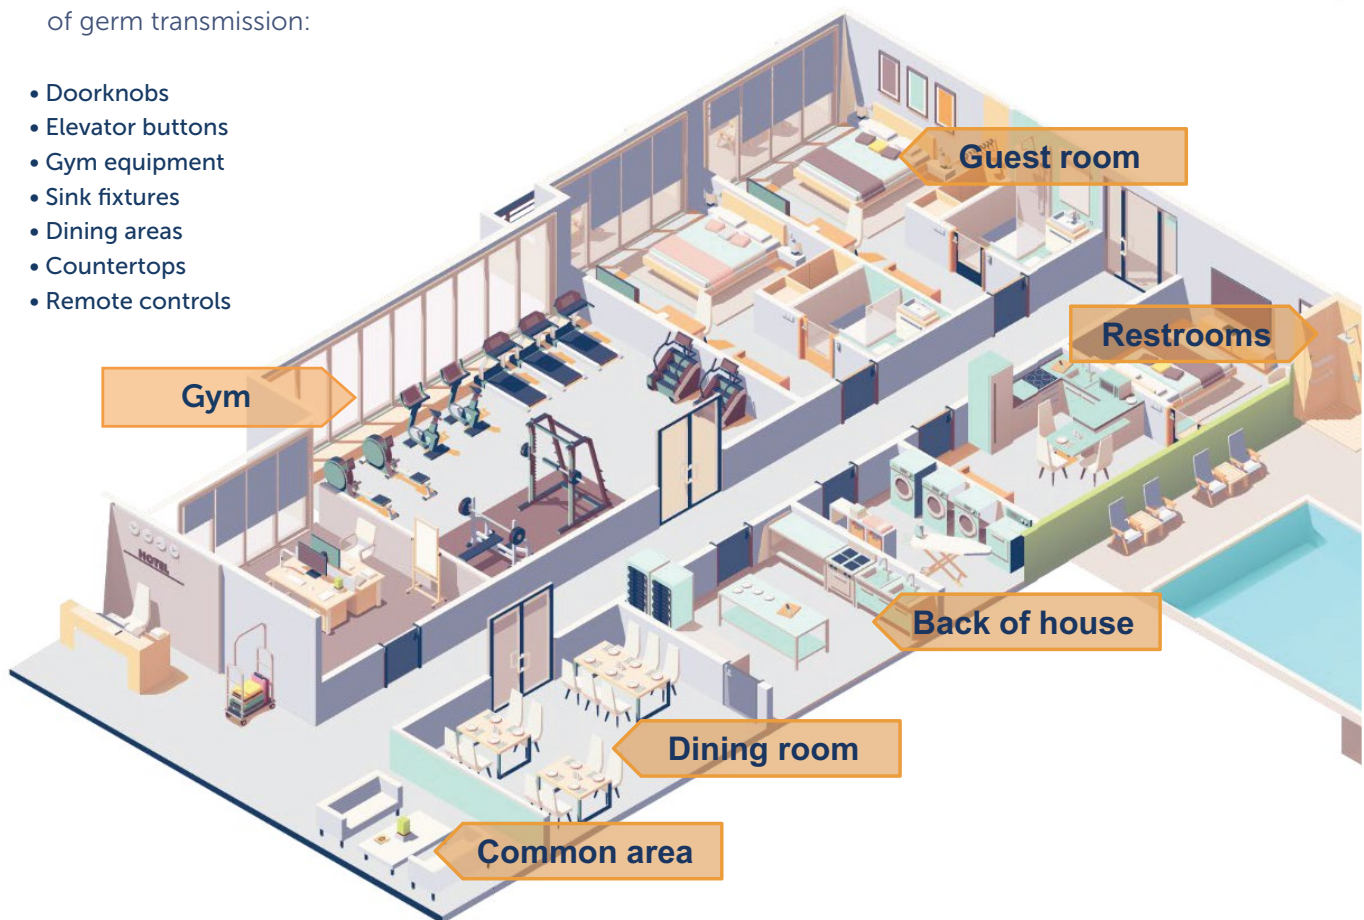 of germ transmission:
• Doorknobs
• Elevator buttons
• Gym equipment
• Sink fixtures
• Dining areas
• Countertops
• Remote controls
Guest room
Restrooms
Gym
HOTEL
Back of house
Dining room
Common area